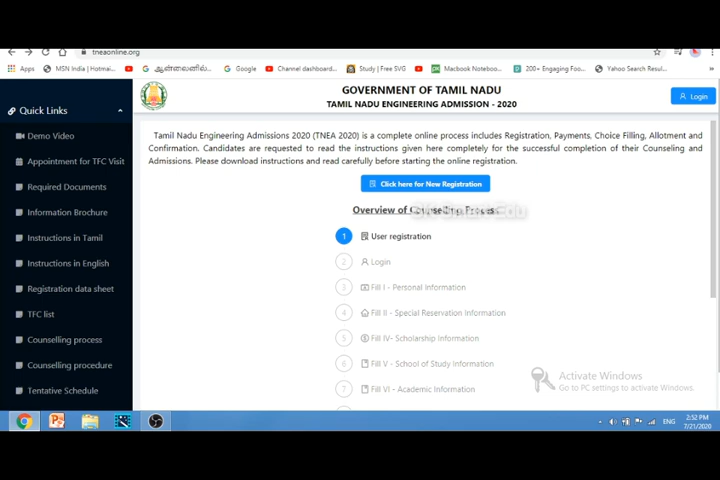 tneaonline.org
Apps
MSN India | Hotmai...
ஆன்லைனில்...
Google
Channel dashboard...
Study | Free SVG
Macbook Noteboo...
200+ Engaging Foo...
Yahoo Search Resul...
GOVERNMENT OF TAMIL NADU
TAMIL NADU ENGINEERING ADMISSION - 2020
Login
Quick Links
Demo Video
Appointment for TFC Visit
Required Documents
Information Brochure
Instructions in Tamil
Instructions in English
Registration data sheet
TFC list
Counselling process
Counselling procedure
Tentative Schedule
Tamil Nadu Engineering Admissions 2020 (TNEA 2020) is a complete online process includes Registration, Payments, Choice Filling, Allotment and
Confirmation. Candidates are requested to read the instructions given here completely for the successful completion of their Counseling and
Admissions. Please download instructions and read carefully before starting the online registration.
Click here for New Registration
Overview of Counselling Process
1 User registration
2 Login
3 Fill I - Personal Information
4 Fill II - Special Reservation Information
5 Fill IV- Scholarship Information
6 Fill V - School of Study Information
7 Fill VI - Academic Information
Activate Windows
Go to PC settings to activate Windows.
ENG
2:52 PM
7/21/2020